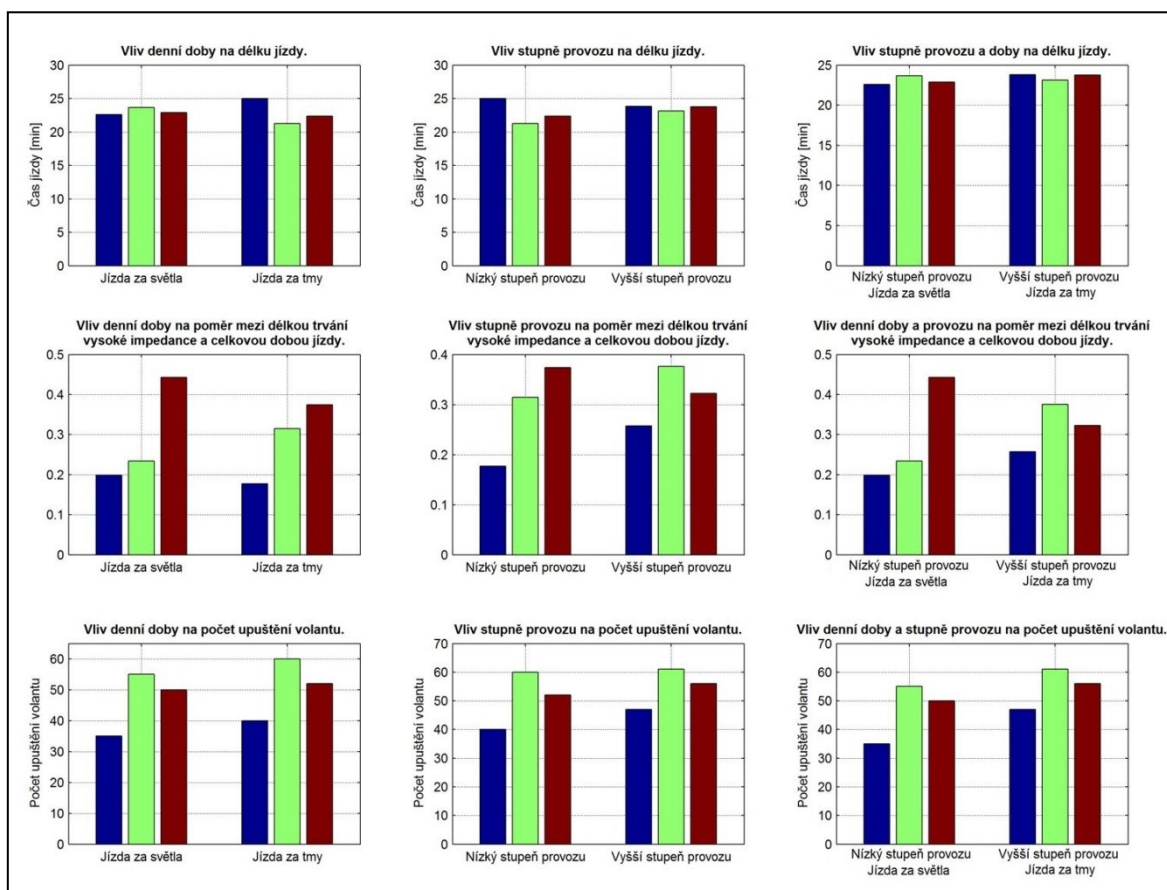 Vliv denní doby na délku jízdy.
30
25
20
15
10
5
0
Čas jízdy [min]
Jízda za světla
Jízda za tmy
Vliv stupně provozu na délku jízdy.
30
25
20
15
10
5
0
Čas jízdy [min]
Nízký stupeň provozu
Vyšší stupeň provozu
Vliv stupně provozu a doby na délku jízdy.
25
20
15
10
5
0
Čas jízdy [min]
Nízký stupeň provozu
Jízda za světla
Vyšší stupeň provozu
Jízda za tmy
Vliv denní doby na poměr mezi délkou trvání
vysoké impedance a celkovou dobou jízdy.
0.5
0.4
0.3
0.2
0.1
0
Jízda za světla
Jízda za tmy
Vliv stupně provozu na poměr mezi délkou trvání
vysoké impedance a celkovou dobou jízdy.
0.4
0.3
0.2
0.1
0
Nízký stupeň provozu
Vyšší stupeň provozu
Vliv denní doby a provozu na poměr mezi délkou trvání
vysoké impedance a celkovou dobou jízdy.
0.5
0.4
0.3
0.2
0.1
0
Nízký stupeň provozu
Jízda za světla
Vyšší stupeň provozu
Jízda za tmy
Vliv denní doby na počet upuštění volantu.
60
50
40
30
20
10
0
Počet upuštění volantu
Jízda za světla
Jízda za tmy
Vliv stupně provozu na počet upuštění volantu.
70
60
50
40
30
20
10
0
Počet upuštění volantu
Nízký stupeň provozu
Vyšší stupeň provozu
Vliv denní doby a stupně provozu na počet upuštění volantu.
70
60
50
40
30
20
10
0
Počet upuštění volantu
Nízký stupeň provozu
Jízda za světla
Vyšší stupeň provozu
Jízda za tmy